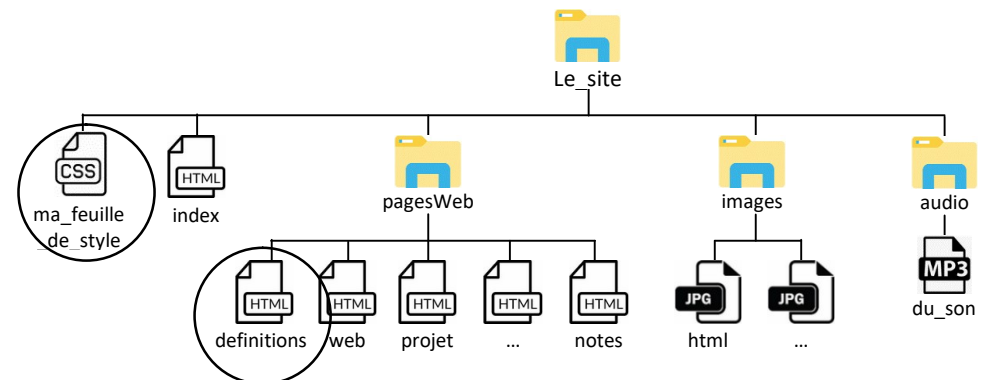 Le_site
CSS
HTML
ma_feuille
_de_style
index
pagesWeb
images
audio
HTML
HTML
HTML
HTML
HTML
JPG
JPG
MP3
definitions
web
projet
...
notes
html
...
du_son